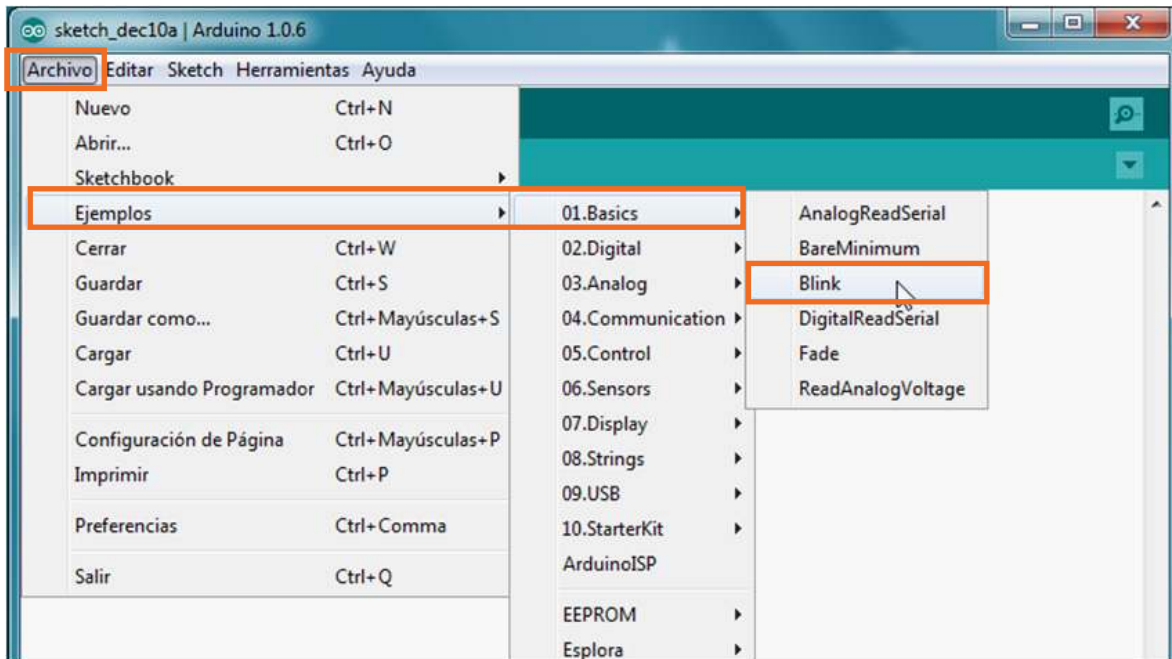 sketch_dec10a | Arduino 1.0.6
Archivo Editar Sketch Herramientas Ayuda
Nuevo Ctrl+N
Abrir... Ctrl+O
Sketchbook
Ejemplos
Cerrar Ctrl+W
Guardar Ctrl+S
Guardar como... Ctrl+Mayúsculas+S
Cargar Ctrl+U
Cargar usando Programador Ctrl+Mayúsculas+U
Configuración de Página Ctrl+Mayúsculas+P
Imprimir Ctrl+P
Preferencias Ctrl+Comma
Salir Ctrl+Q
01.Basics
02.Digital
03.Analog
04.Communication
05.Control
06.Sensors
07.Display
08.Strings
09.USB
10.StarterKit
ArduinoISP
EEPROM
Esplora
AnalogReadSerial
BareMinimum
Blink
DigitalReadSerial
Fade
ReadAnalogVoltage